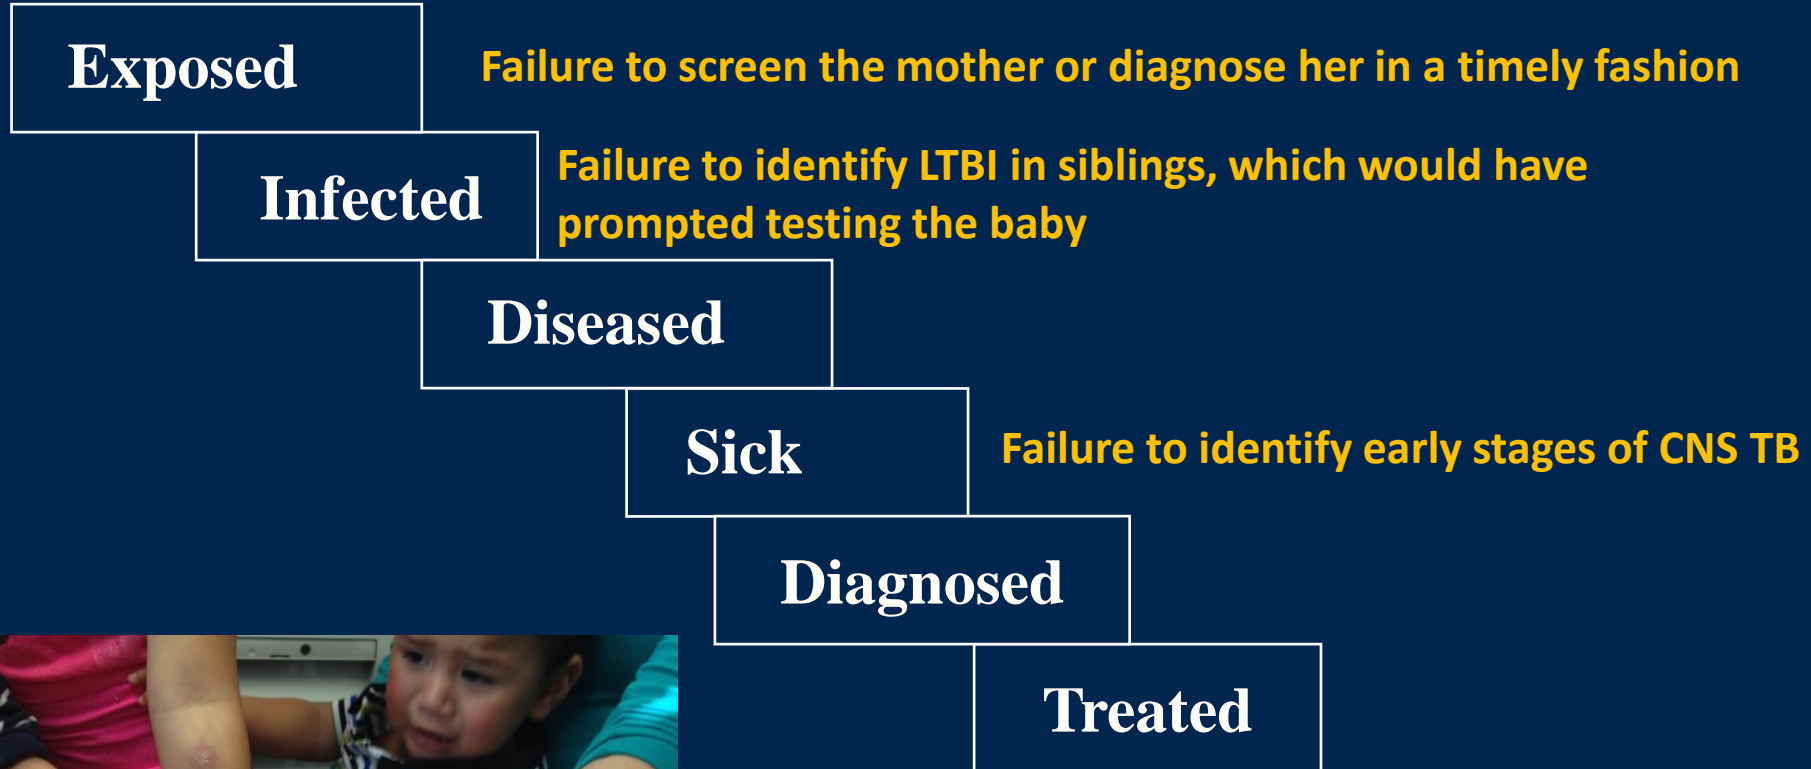 Exposed
Failure to screen the mother or diagnose her in a timely fashion
Infected
Failure to identify LTBI in siblings, which would have
prompted testing the baby
Diseased
Sick
Failure to identify early stages of CNS TB
Diagnosed
Treated